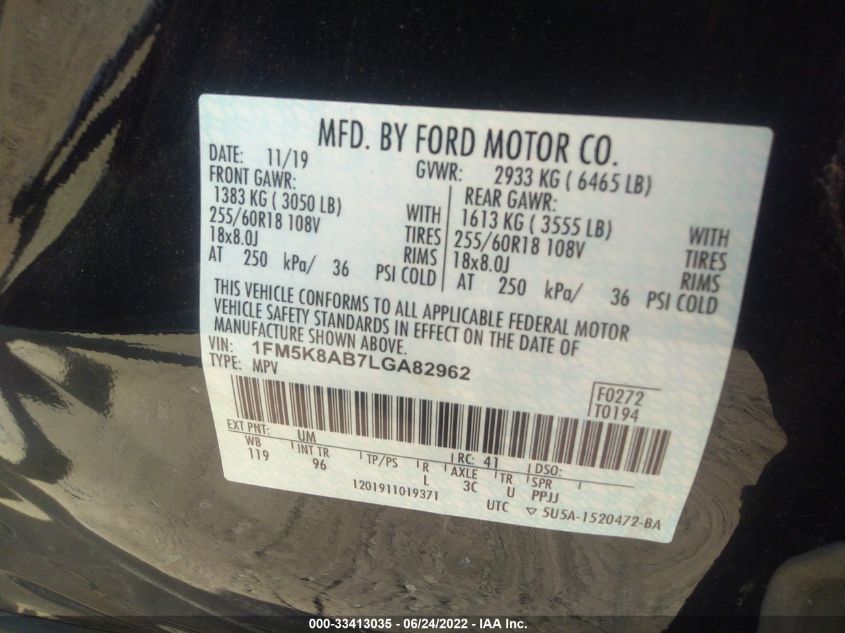 MFD. BY FORD MOTOR CO.
DATE: 11/19 GVWR: 2933 KG ( 6465 LB)
FRONT GAWR: REAR GAWR:
1383 KG ( 3050 LB) WITH 1613 KG ( 3555 LB) WITH
255/60R18 108V TIRES 255/60R18 108V TIRES
18x8.0J RIMS 18x8.0J RIMS
AT 250 kPa/ 36 PSI COLD AT 250 kPa/ 36 PSI COLD
THIS VEHICLE CONFORMS TO ALL APPLICABLE FEDERAL MOTOR
VEHICLE SAFETY STANDARDS IN EFFECT ON THE DATE OF
MANUFACTURE SHOWN ABOVE.
VIN: 1FM5K8AB7LGA82962
TYPE: MPV
F0272
T0194
EXT PNT: UM RC: 41 DSO:
WB INT TR TP/PS R AXLE TR SPR
119 96 L 3C U PPJJ
1201911019371 UTC ▽ 5U5A-1520472-BA
000-33413035 - 06/24/2022 - IAA Inc.